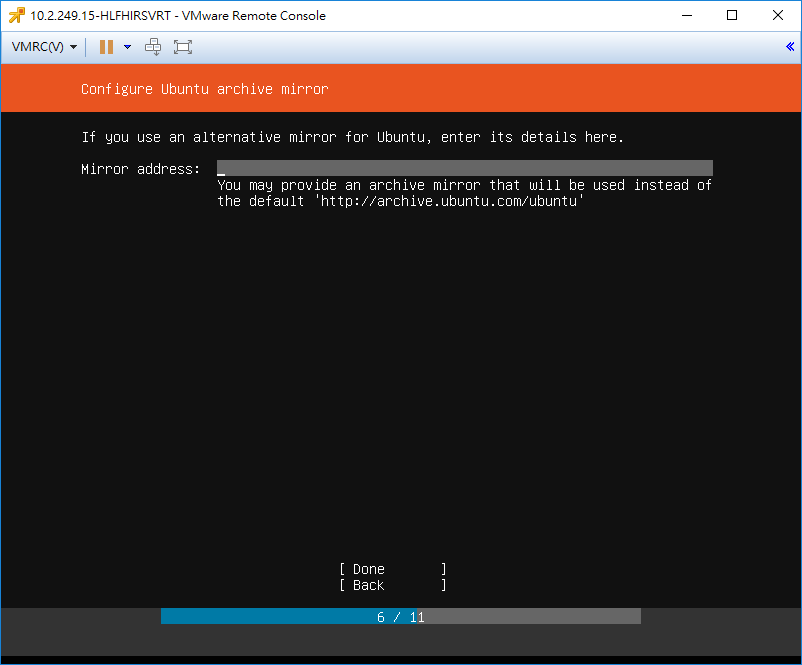 10.2.249.15-HLFHIRSVRT - VMware Remote Console
VMRC(V)
Configure Ubuntu archive mirror
If you use an alternative mirror for Ubuntu, enter its details here.
Mirror address:
You may provide an archive mirror that will be used instead of
the default 'http://archive.ubuntu.com/ubuntu'
[ Done ]
[ Back ]
6 / 11